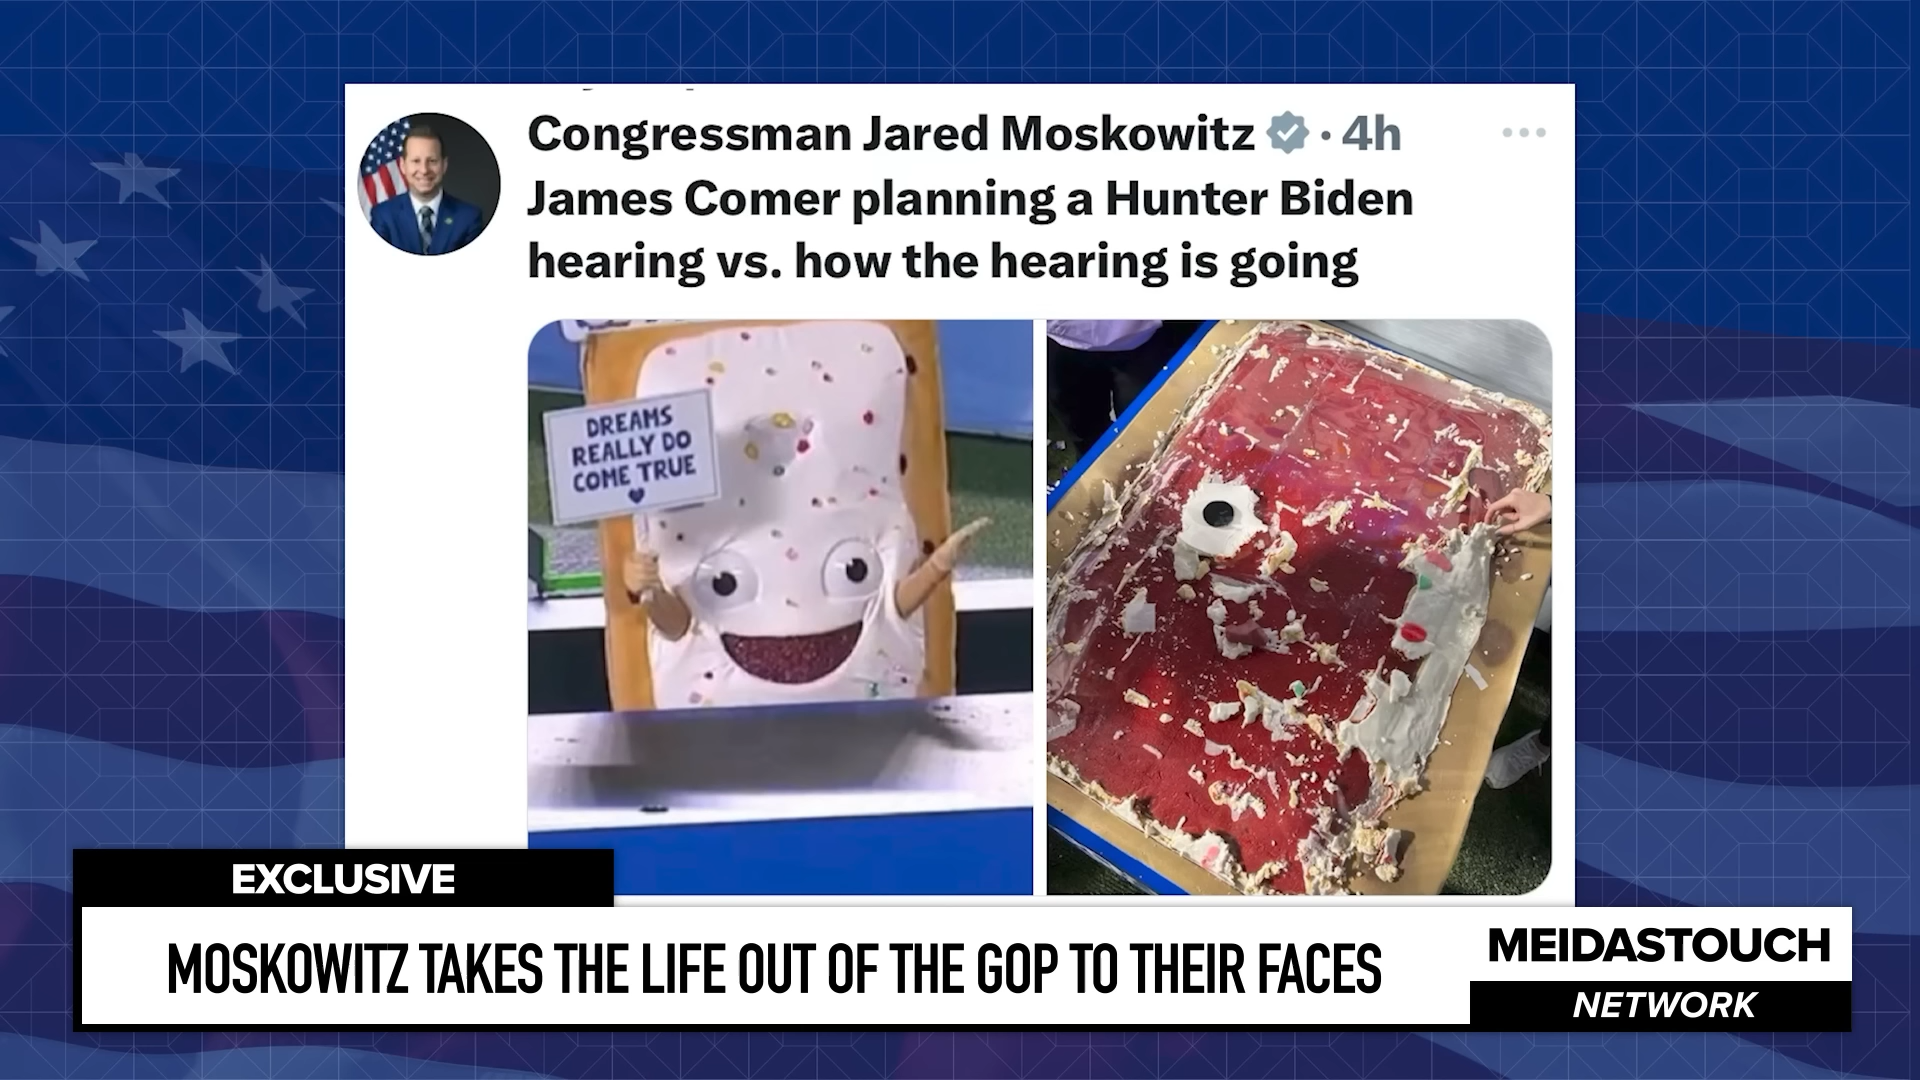 Congressman Jared Moskowitz · 4h
James Comer planning a Hunter Biden
hearing vs. how the hearing is going
DREAMS
REALLY DO
COME TRUE
EXCLUSIVE
MOSKOWITZ TAKES THE LIFE OUT OF THE GOP TO THEIR FACES
MEIDASTOUCH
NETWORK